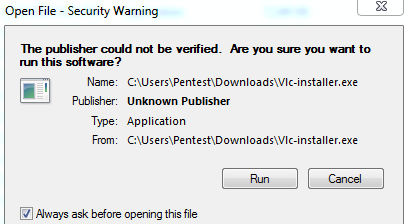 Open File - Security Warning
The publisher could not be verified. Are you sure you want to
run this software?
Name: C:\Users\Pentest\Downloads\Vlc-installer.exe
Publisher: Unknown Publisher
Type: Application
From: C:\Users\Pentest\Downloads\Vlc-installer.exe
Run Cancel
Always ask before opening this file